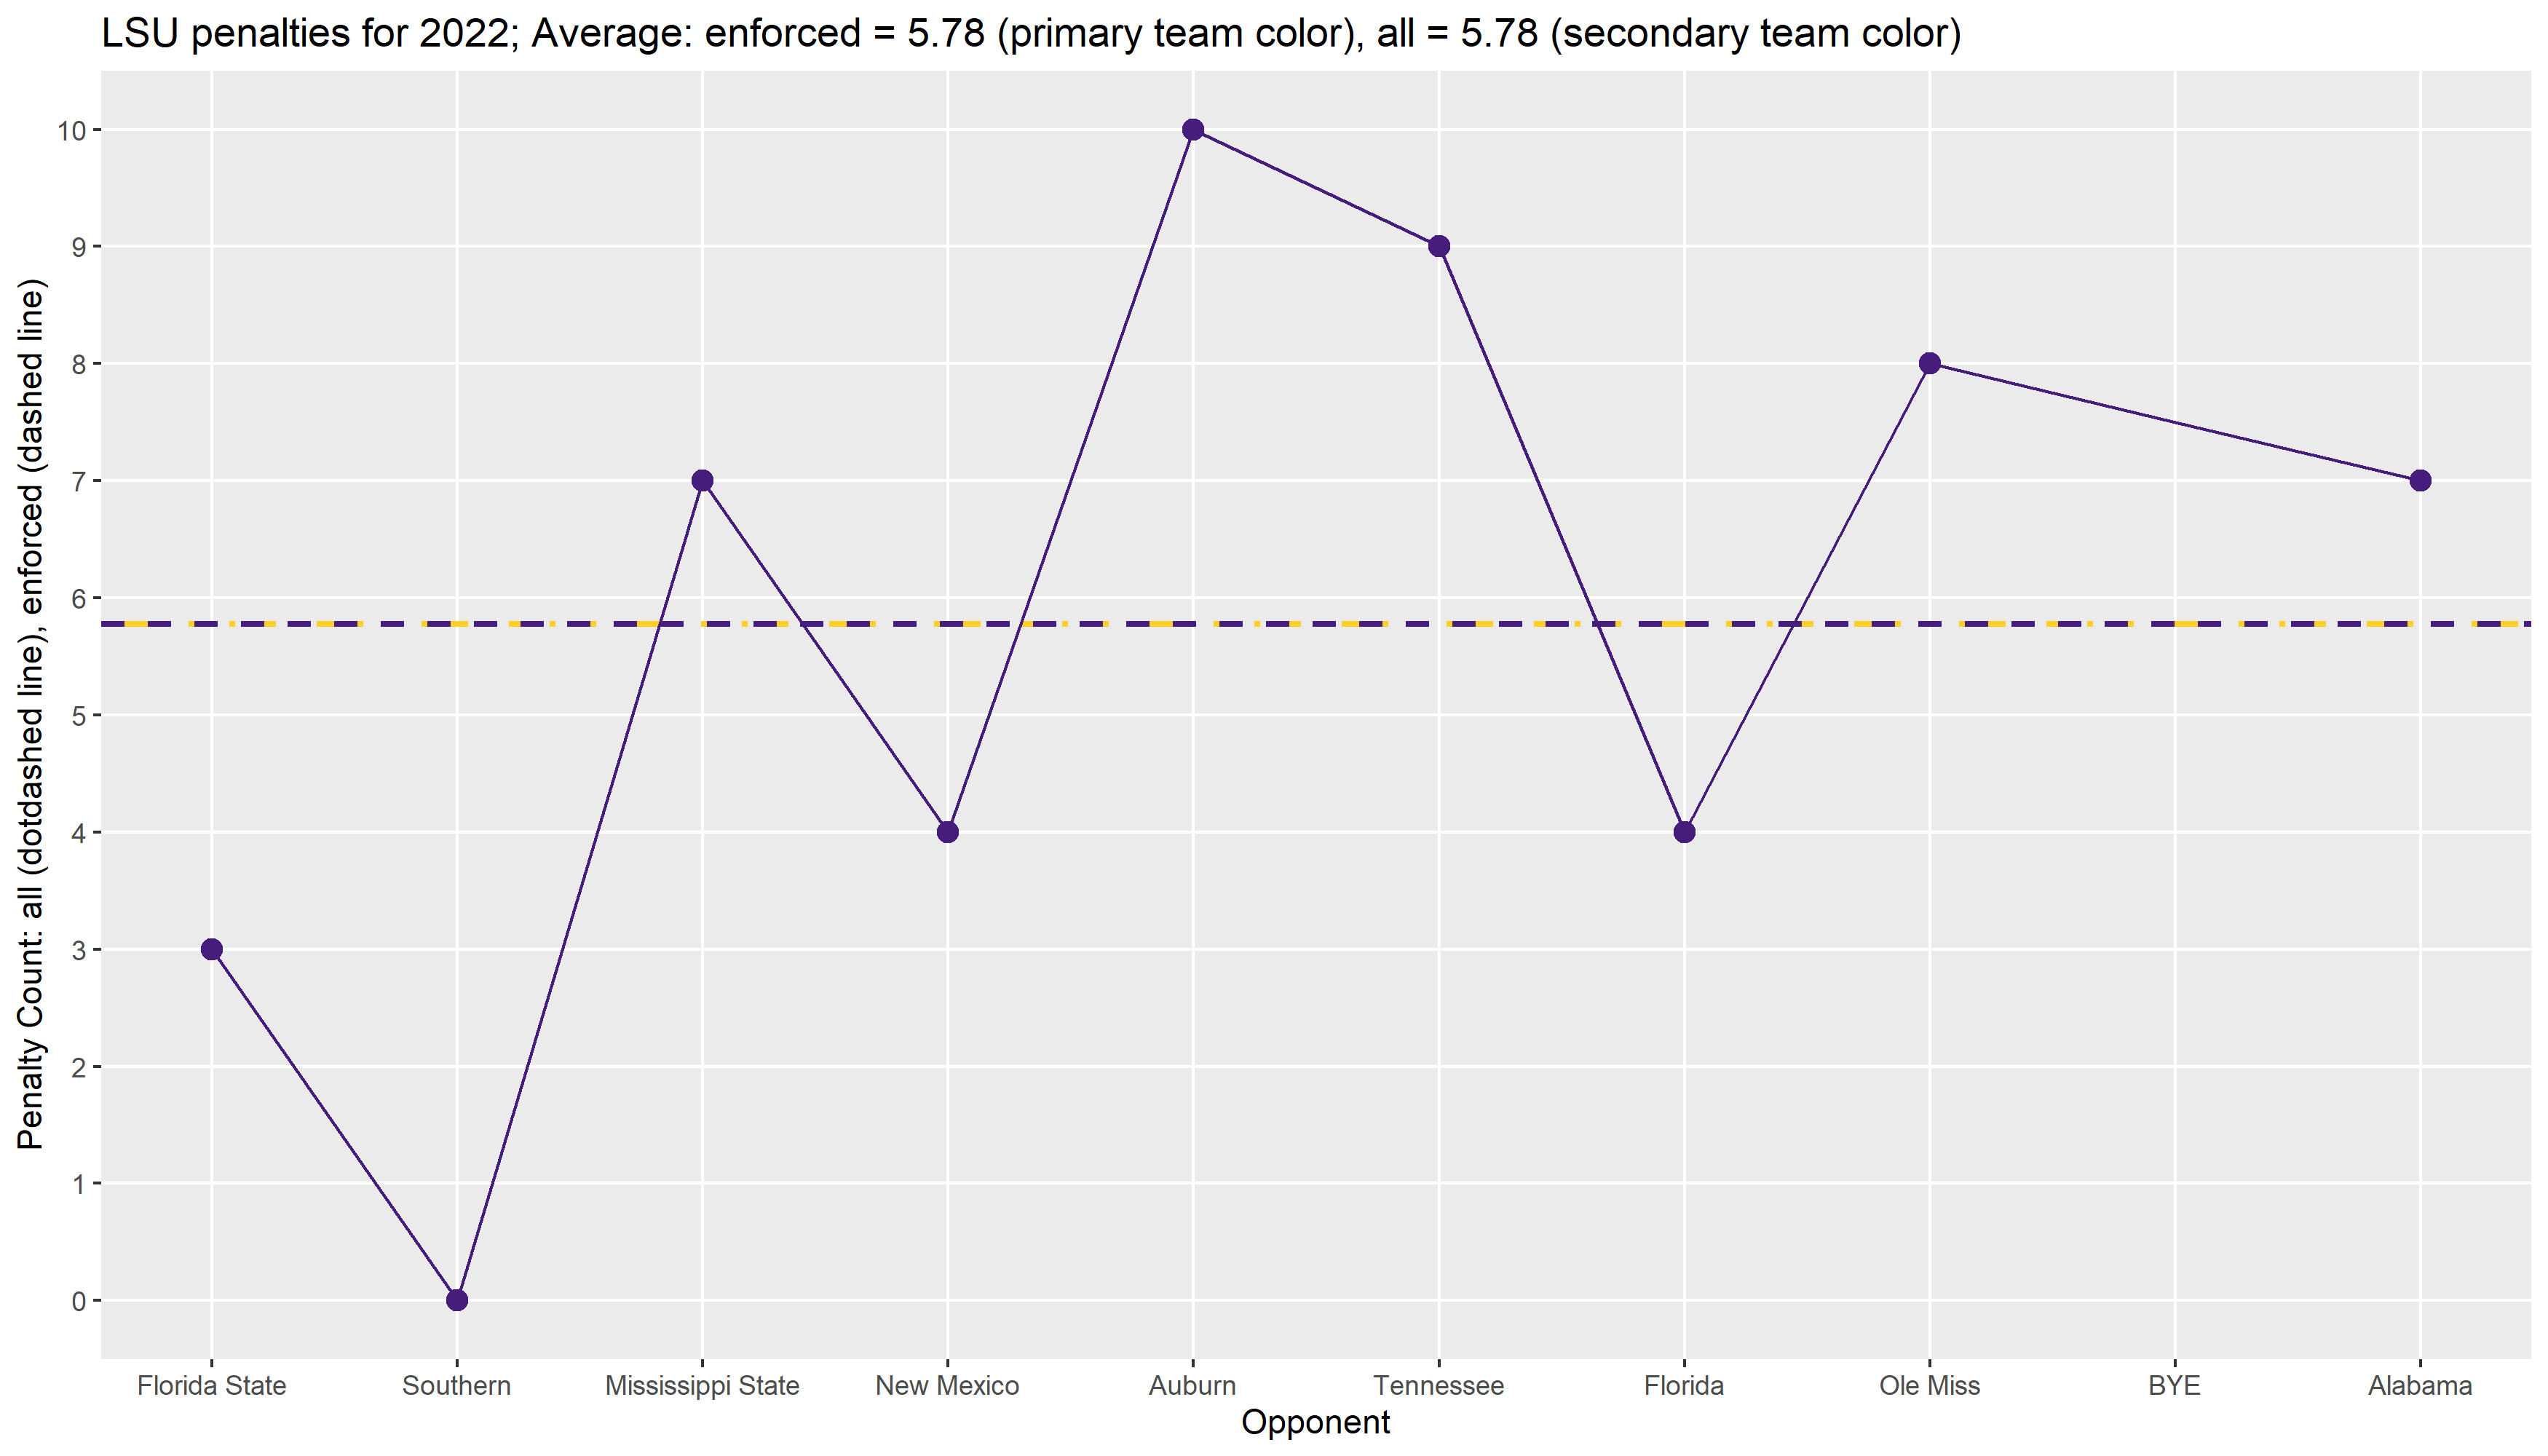 LSU penalties for 2022; Average: enforced = 5.78 (primary team color), all = 5.78 (secondary team color)
Penalty Count: all (dotdashed line), enforced (dashed line)
10
9
8
7
6
5
4
3
2
1
0
Florida State Southern Mississippi State New Mexico Auburn Tennessee Florida Ole Miss BYE Alabama
Opponent